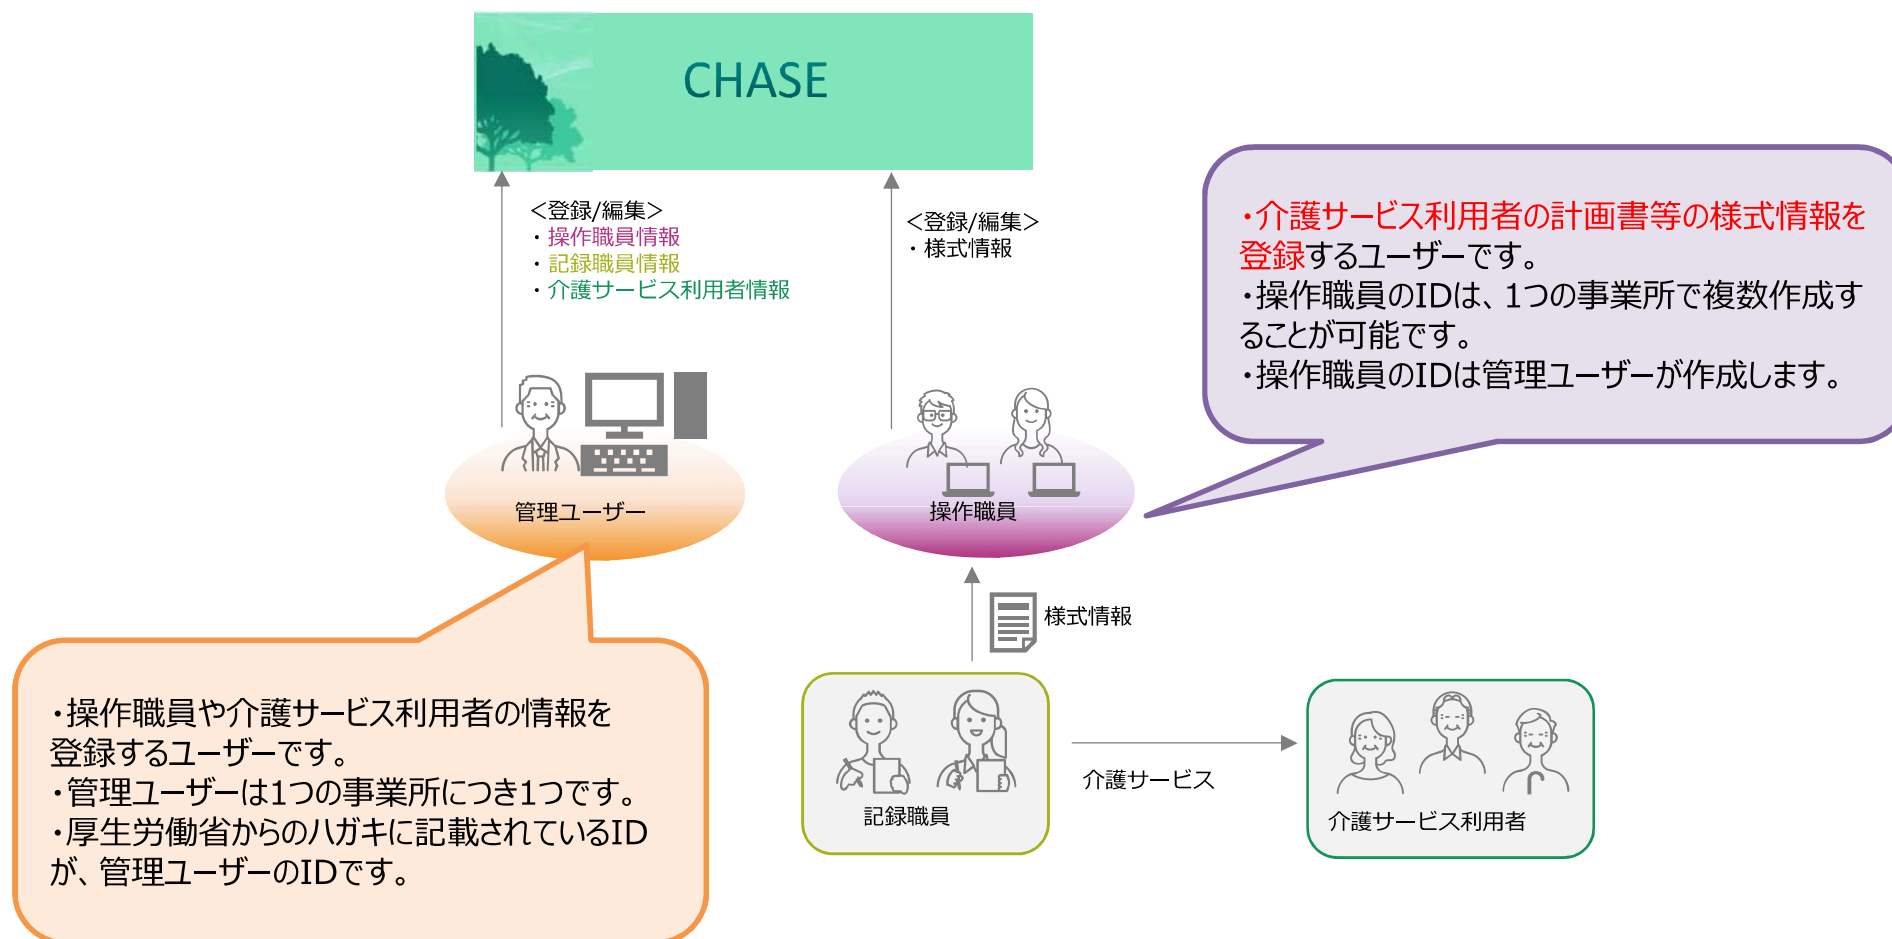 CHASE
＜登録/編集＞
・操作職員情報
・記録職員情報
・介護サービス利用者情報
＜登録/編集＞
・様式情報
・介護サービス利用者の計画書等の様式情報を
登録するユーザーです。
・操作職員のIDは、1つの事業所で複数作成す
ることが可能です。
・操作職員のIDは管理ユーザーが作成します。
管理ユーザー
操作職員
様式情報
・操作職員や介護サービス利用者の情報を
登録するユーザーです。
・管理ユーザーは1つの事業所につき1つです。
・厚生労働省からのハガキに記載されているID
が、管理ユーザーのIDです。
記録職員
介護サービス
介護サービス利用者